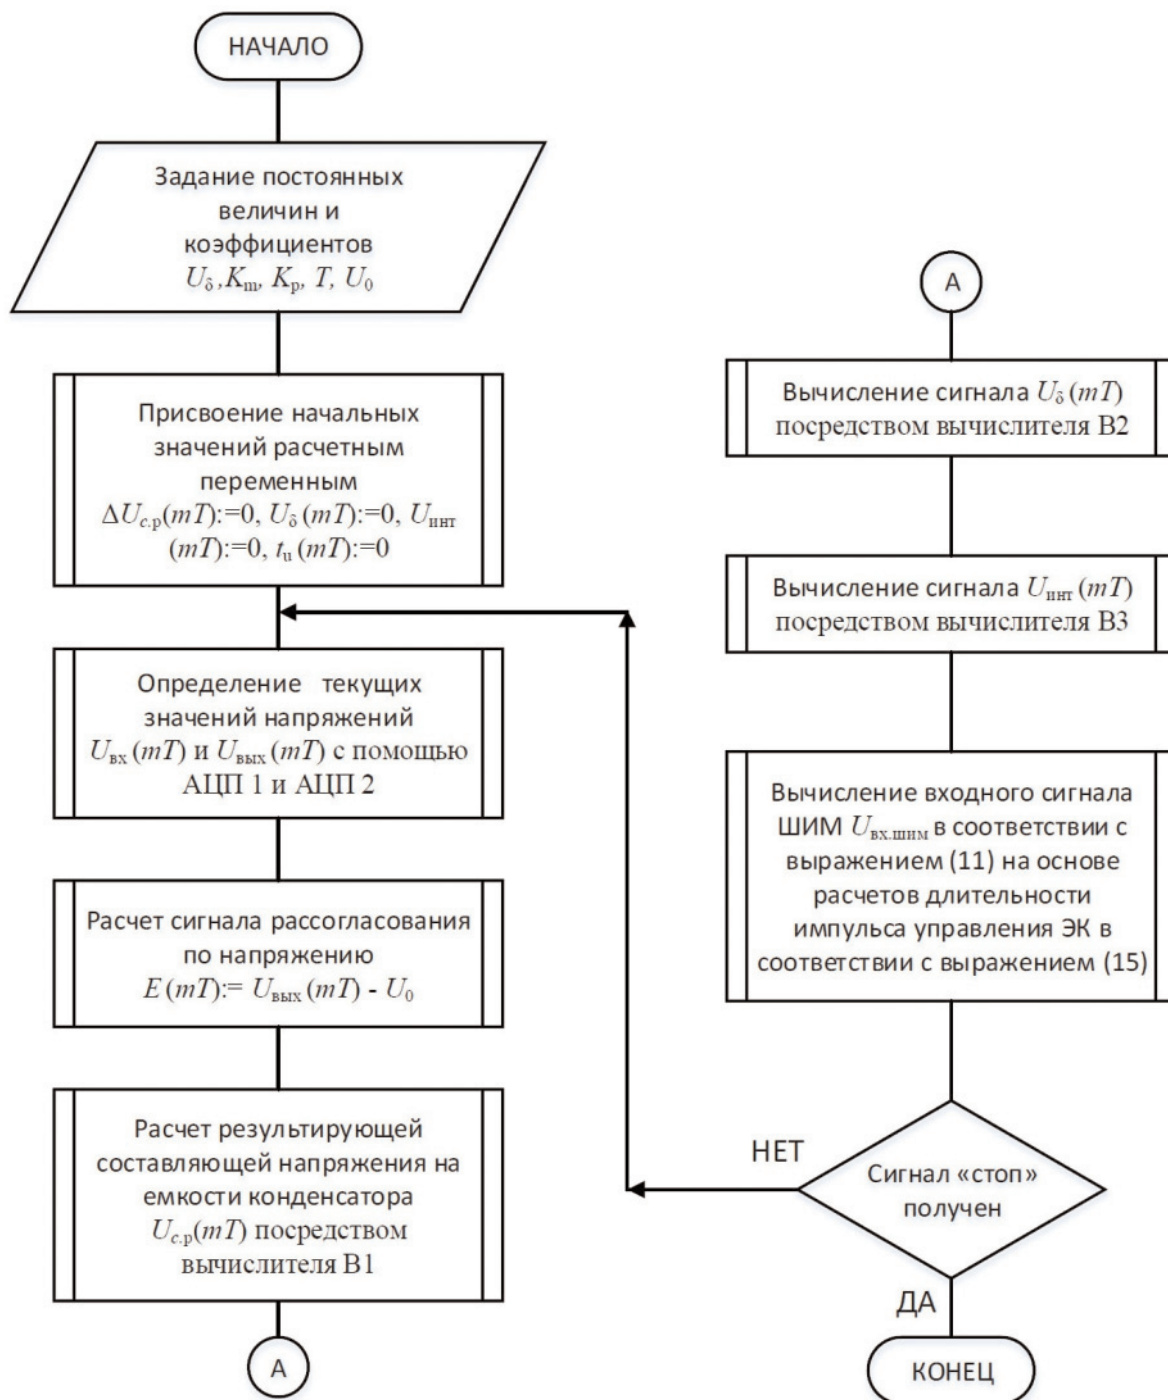 НАЧАЛО
Задание постоянных
величин и
коэффициентов
U_δ, K_m, K_p, T, U_0
Присвоение начальных
значений расчетным
переменным
ΔU_c.p(mT):=0, U_δ(mT):=0, U_инт
(mT):=0, t_u(mT):=0
Определение текущих
значений напряжений
U_вх(mT) и U_вых(mT) с помощью
АЦП 1 и АЦП 2
Расчет сигнала рассогласования
по напряжению
E(mT):= U_вых(mT) - U_0
Расчет результирующей
составляющей напряжения на
емкости конденсатора
U_c.p(mT) посредством
вычислителя В1
А
А
Вычисление сигнала U_δ(mT)
посредством вычислителя В2
Вычисление сигнала U_инт(mT)
посредством вычислителя В3
Вычисление входного сигнала
ШИМ U_вх.шим в соответствии с
выражением (11) на основе
расчетов длительности
импульса управления ЭК в
соответствии с выражением (15)
НЕТ
Сигнал «стоп»
получен
ДА
КОНЕЦ